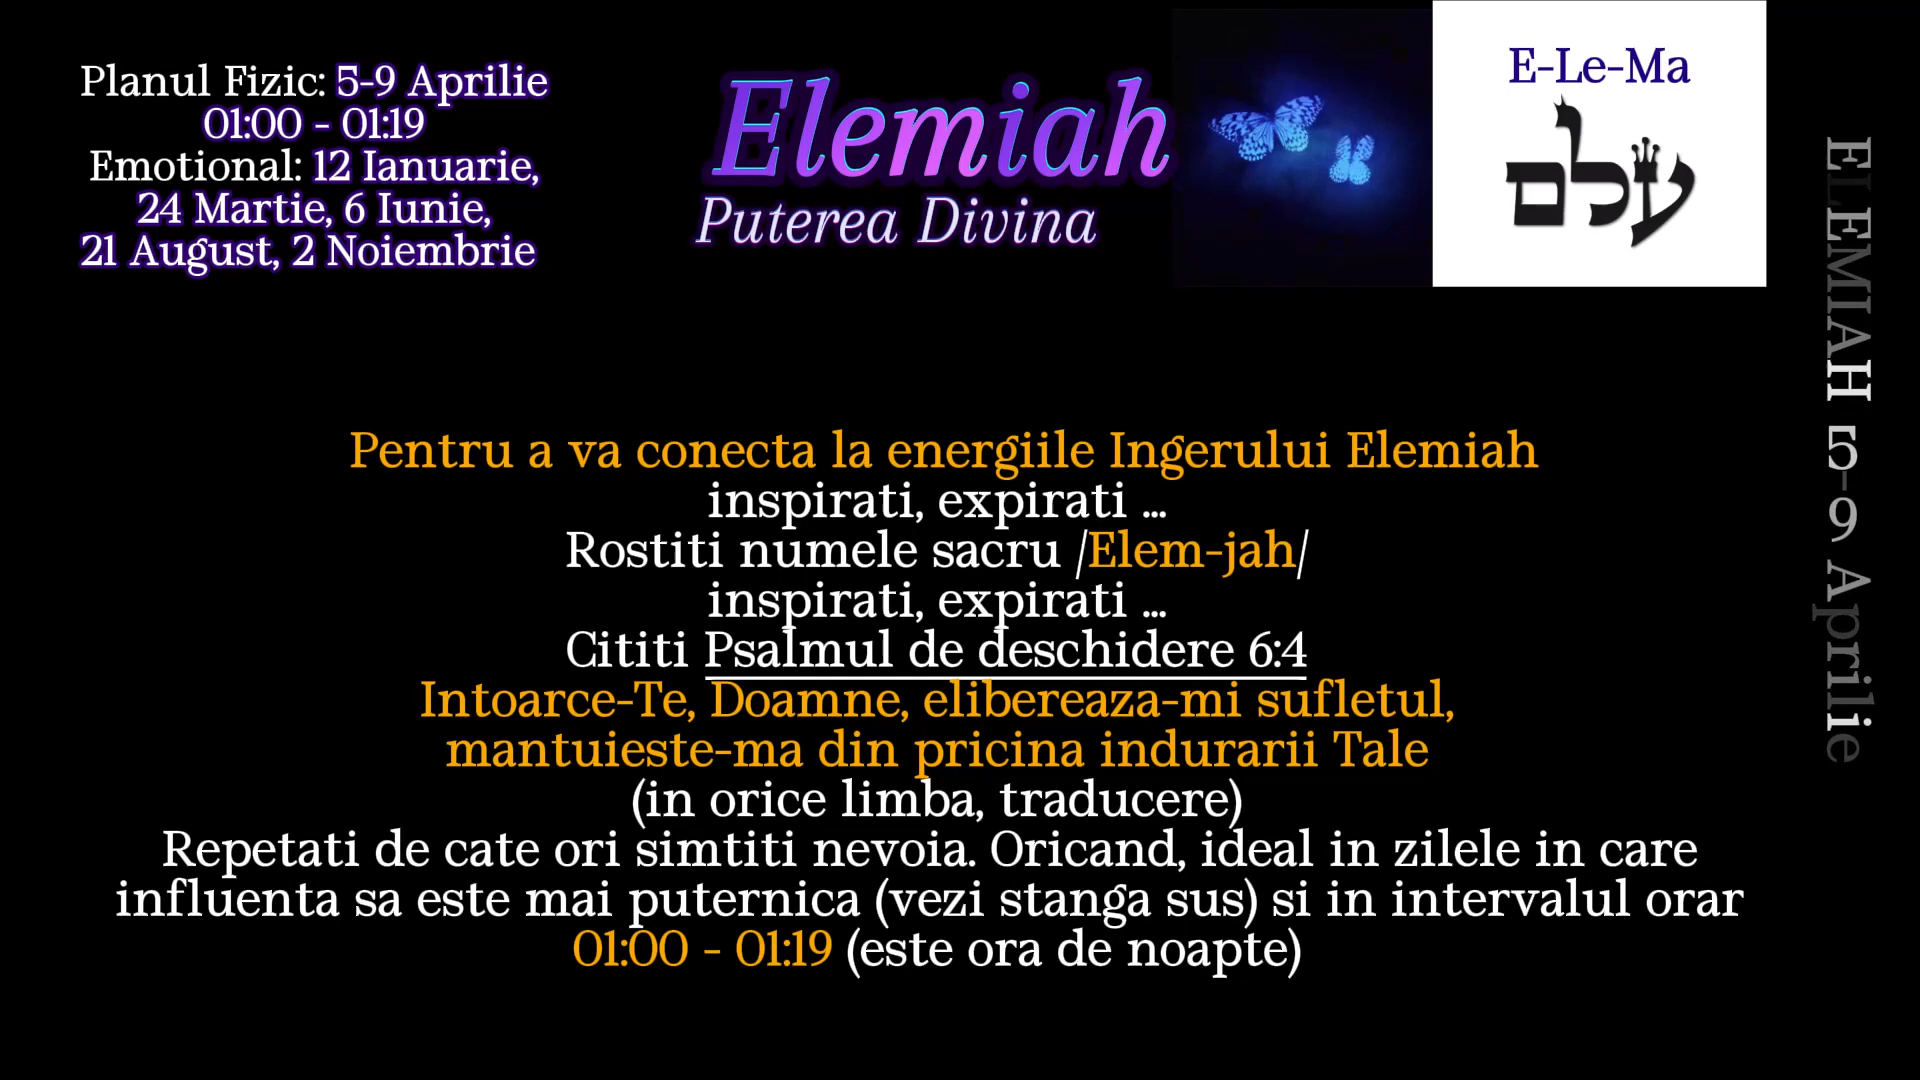 Planul Fizic: 5-9 Aprilie
01:00 - 01:19
Emotional: 12 Ianuarie,
24 Martie, 6 Iunie,
21 August, 2 Noiembrie
Elemiah
Puterea Divina
E-Le-Ma
עלם
Pentru a va conecta la energiile Ingerului Elemiah
inspirati, expirati ...
Rostiti numele sacru /Elem-jah/
inspirati, expirati ...
Cititi Psalmul de deschidere 6:4
Intoarce-Te, Doamne, elibereaza-mi sufletul,
mantuieste-ma din pricina indurarii Tale
(in orice limba, traducere)
Repetati de cate ori simtiti nevoia. Oricand, ideal in zilele in care
influenta sa este mai puternica (vezi stanga sus) si in intervalul orar
01:00 - 01:19 (este ora de noapte)
ELEMIAH 5-9 Aprilie